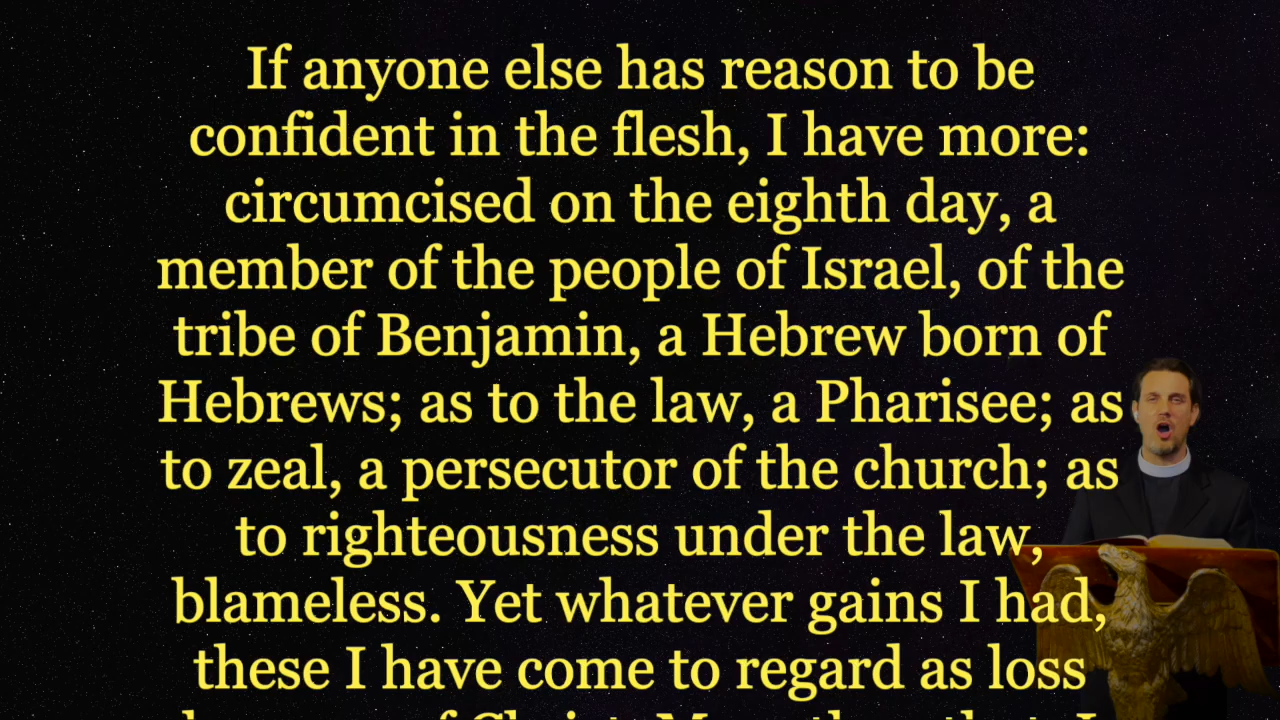 If anyone else has reason to be
confident in the flesh, I have more:
circumcised on the eighth day, a
member of the people of Israel, of the
tribe of Benjamin, a Hebrew born of
Hebrews; as to the law, a Pharisee; as
to zeal, a persecutor of the church; as
to righteousness under the law,
blameless. Yet whatever gains I had,
these I have come to regard as loss